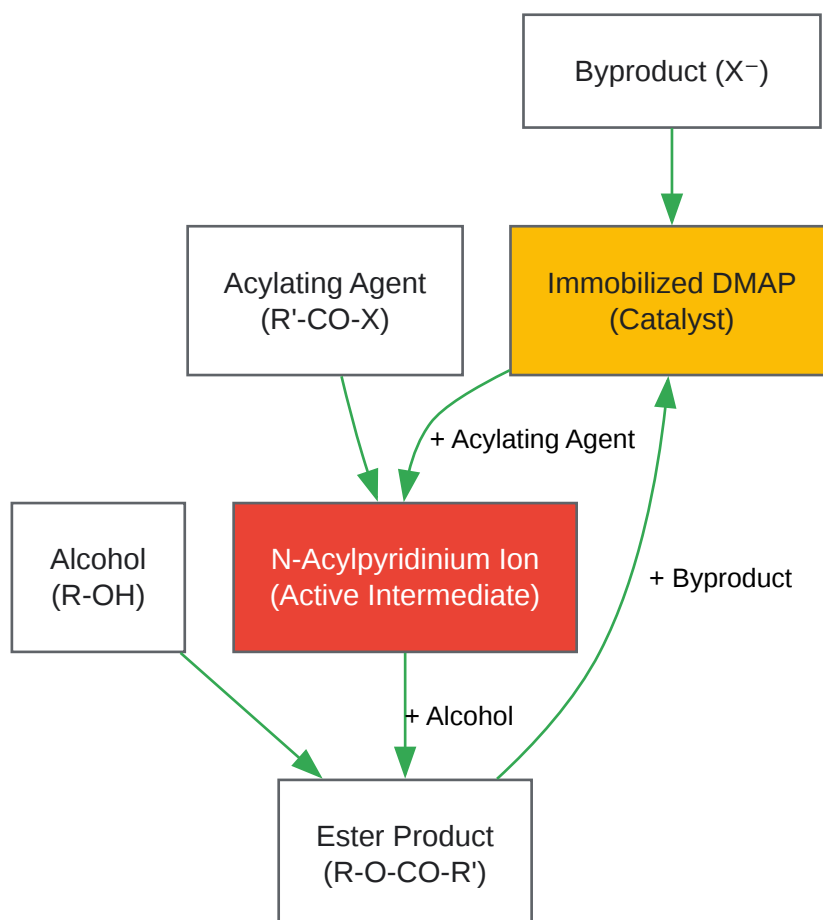 Byproduct (X⁻)
Acylating Agent
(R'-CO-X)
Immobilized DMAP
(Catalyst)
+ Acylating Agent
Alcohol
(R-OH)
N-Acylpyridinium Ion
(Active Intermediate)
+ Byproduct
+ Alcohol
Ester Product
(R-O-CO-R')